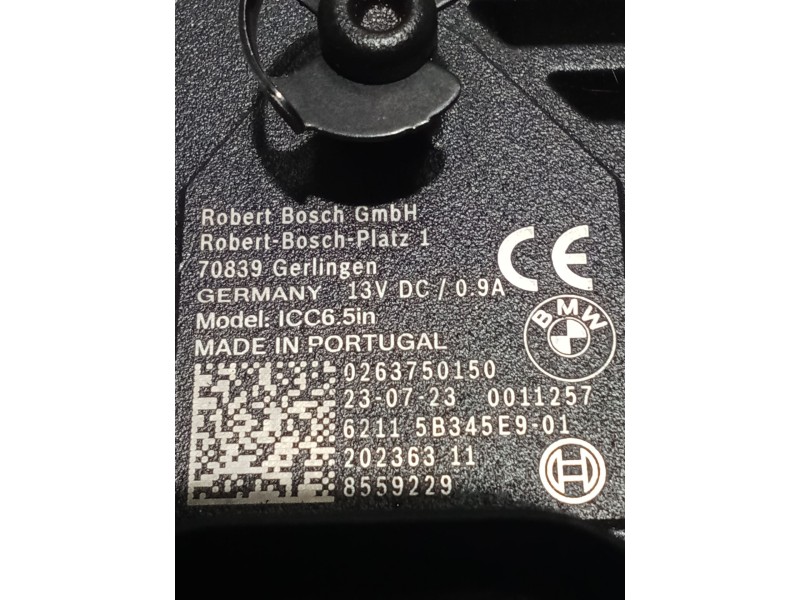 Robert Bosch GmbH
Robert-Bosch-Platz 1
70839 Gerlingen
GERMANY 13V DC / 0.9A
Model: ICC6.5in
MADE IN PORTUGAL
CE
BMW
0263750150
23-07-23 0011257
6211 5B345E9-01
202363 11
8559229